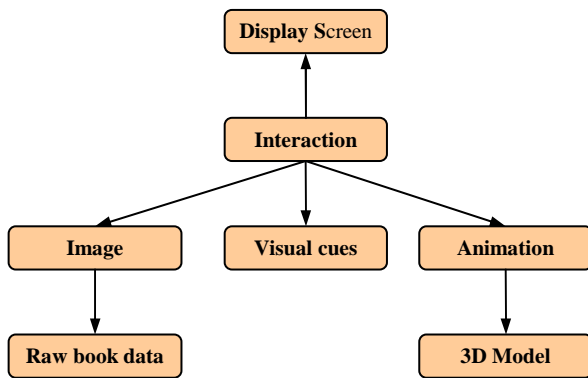 Display Screen
Interaction
Image
Visual cues
Animation
Raw book data
3D Model